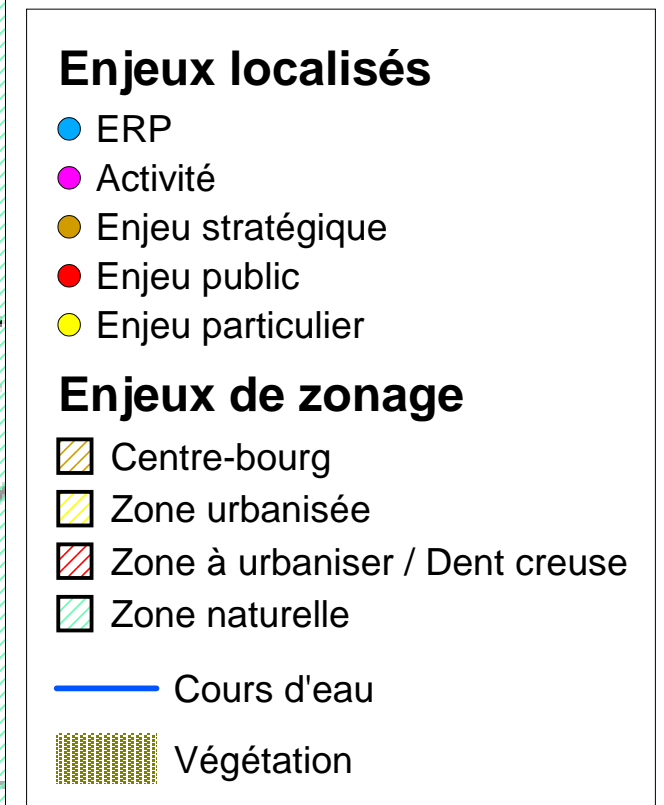 Enjeux localisés
ERP
Activité
Enjeu stratégique
Enjeu public
Enjeu particulier
Enjeux de zonage
Centre-bourg
Zone urbanisée
Zone à urbaniser / Dent creuse
Zone naturelle
Cours d'eau
Végétation